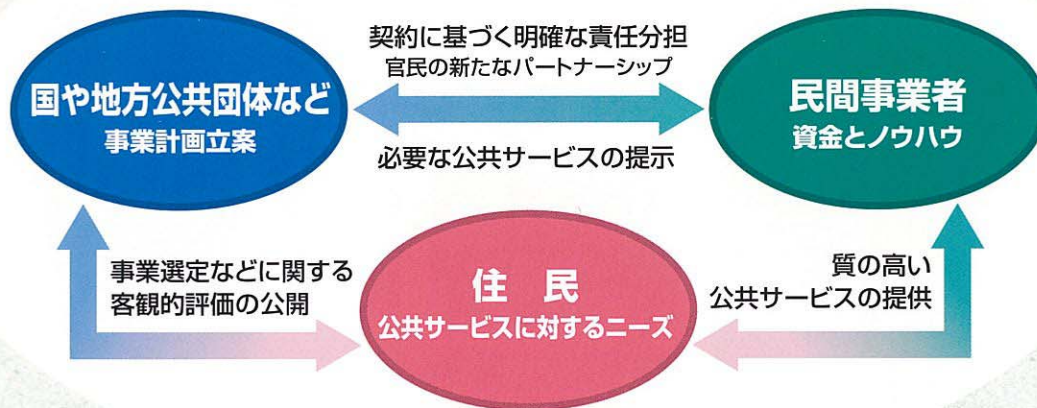 契約に基づく明確な責任分担
官民の新たなパートナーシップ
国や地方公共団体など
事業計画立案
民間事業者
資金とノウハウ
必要な公共サービスの提示
事業選定などに関する
客観的評価の公開
住 民
公共サービスに対するニーズ
質の高い
公共サービスの提供